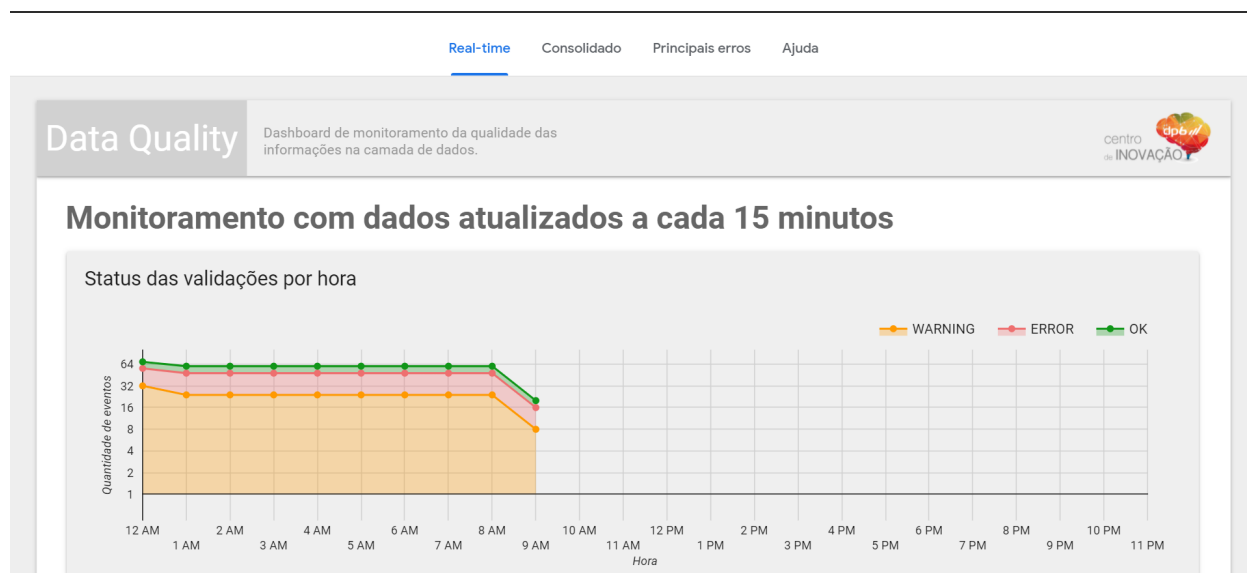 Real-time Consolidado Principais erros Ajuda
Data Quality
Dashboard de monitoramento da qualidade das
informações na camada de dados.
centro dp6
de INOVAÇÃO
Monitoramento com dados atualizados a cada 15 minutos
Status das validações por hora
WARNING ERROR OK
Quantidade de eventos
64
32
16
8
4
2
1
12 AM 2 AM 4 AM 6 AM 8 AM 10 AM 12 PM 2 PM 4 PM 6 PM 8 PM 10 PM
1 AM 3 AM 5 AM 7 AM 9 AM 11 AM 1 PM 3 PM 5 PM 7 PM 9 PM 11 PM
Hora